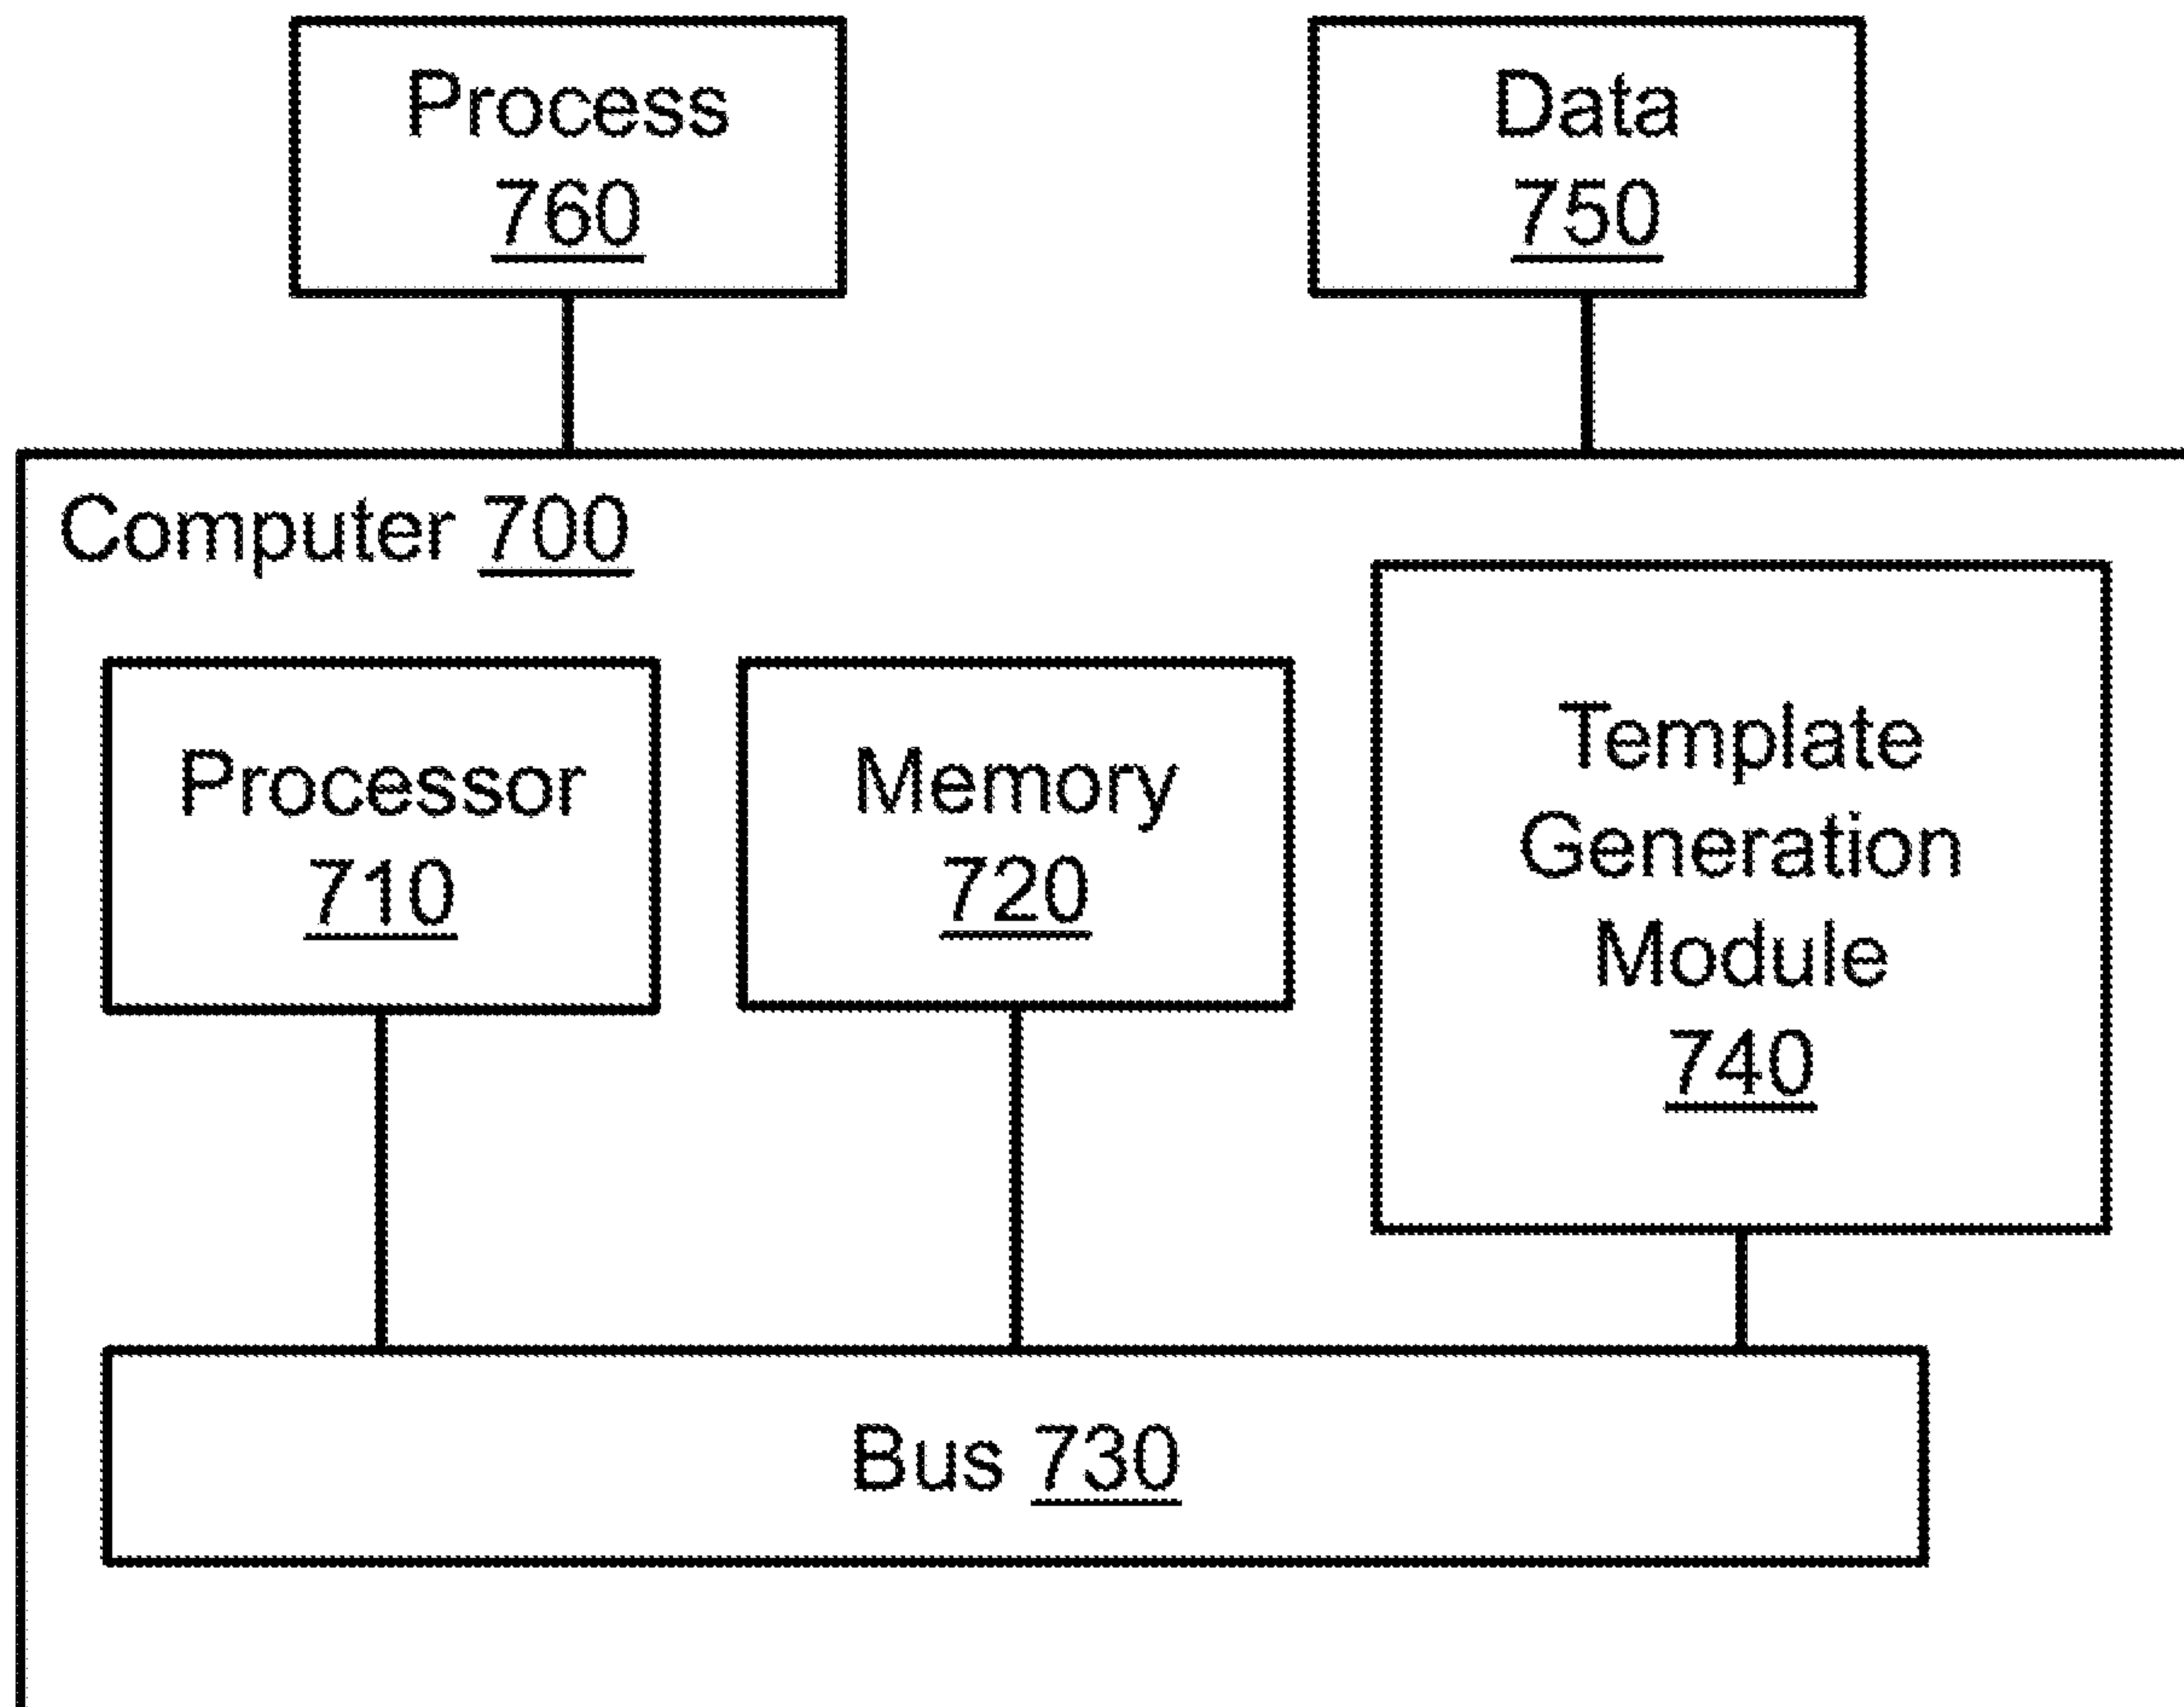 Process
760
Data
750
Computer 700
Processor
710
Memory
720
Template
Generation
Module
740
Bus 730